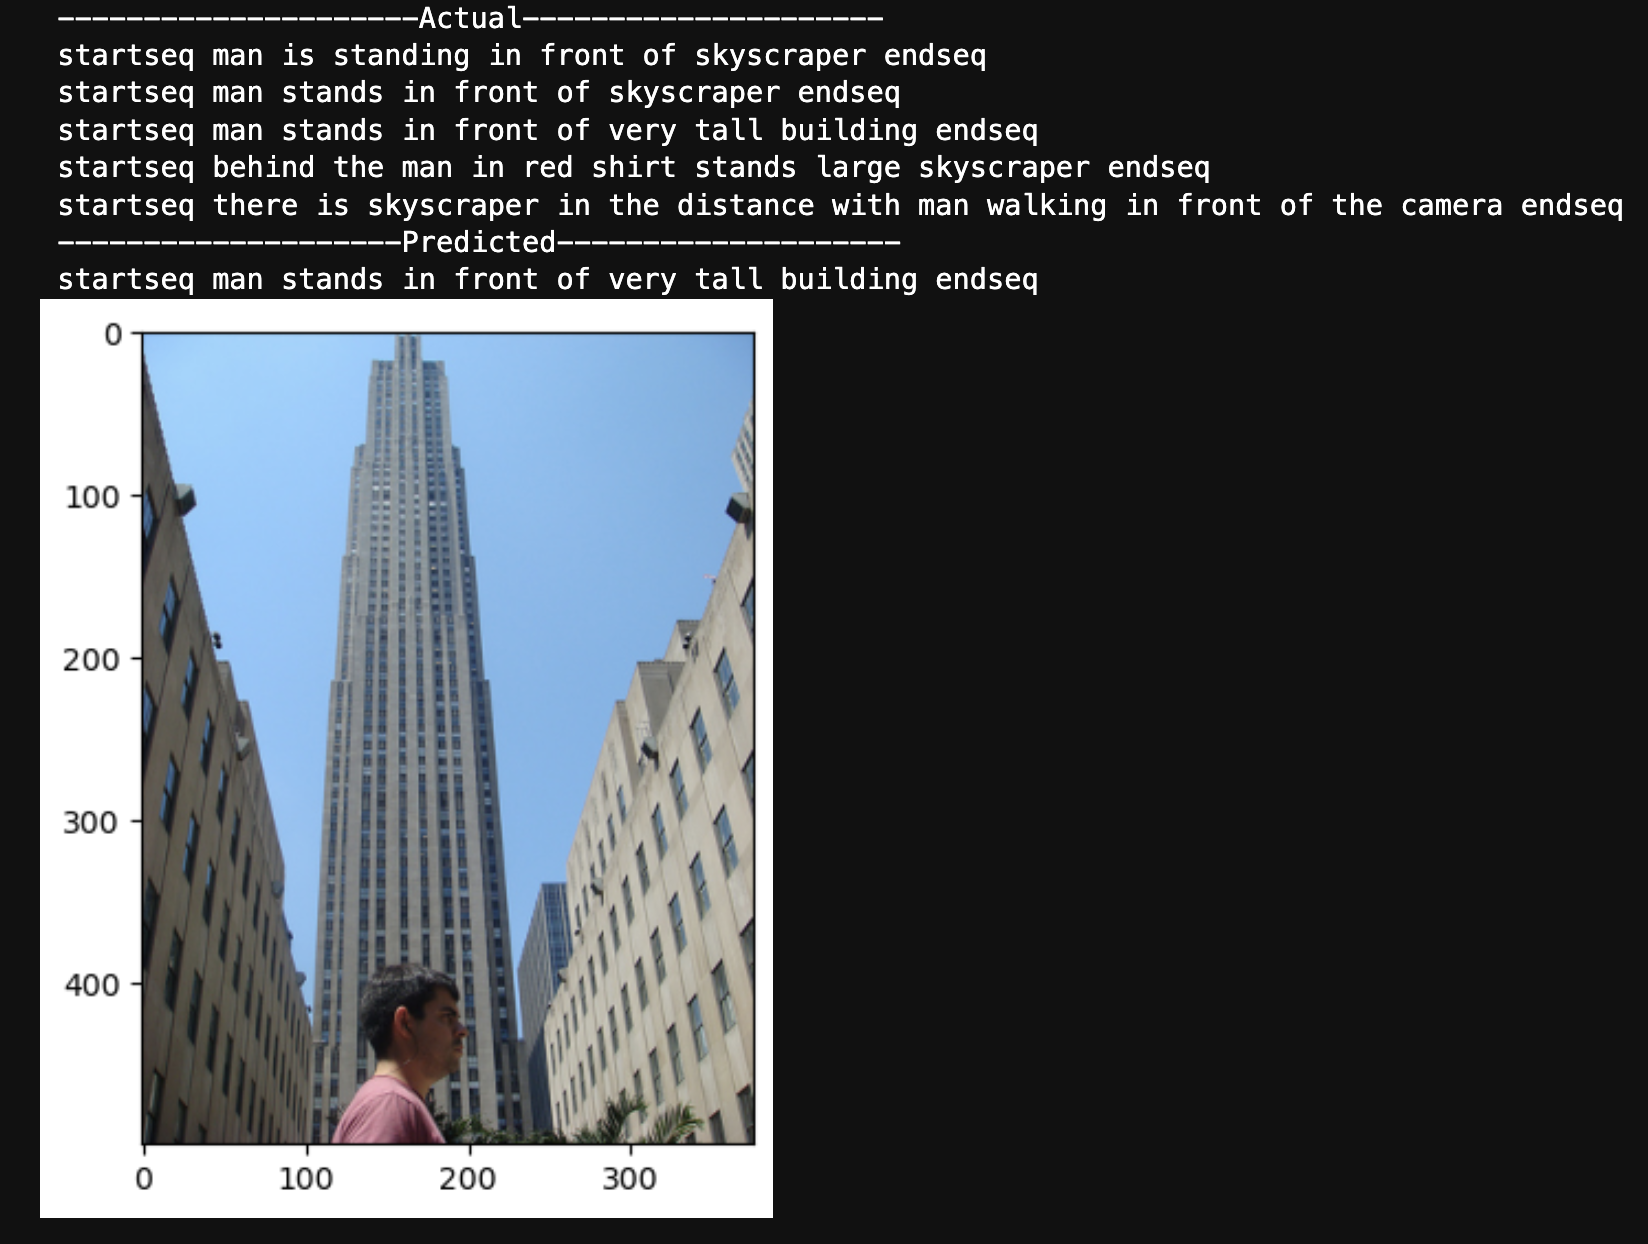 ---------------------Actual---------------------
startseq man is standing in front of skyscraper endseq
startseq man stands in front of skyscraper endseq
startseq man stands in front of very tall building endseq
startseq behind the man in red shirt stands large skyscraper endseq
startseq there is skyscraper in the distance with man walking in front of the camera endseq
--------------------Predicted--------------------
startseq man stands in front of very tall building endseq
0
100
200
300
400
0 100 200 300